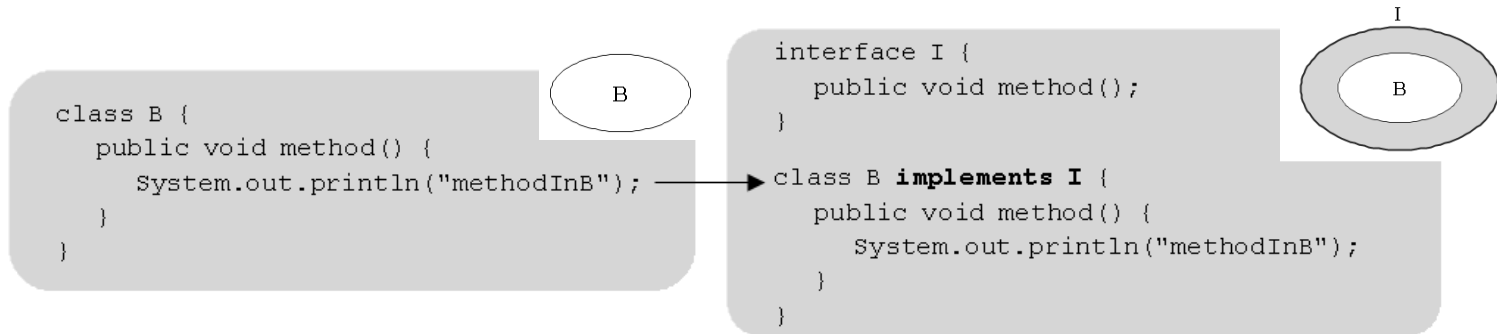 class B {
public void method() {
System.out.println("methodInB");
}
}
B
interface I {
public void method();
}
class B implements I {
public void method() {
System.out.println("methodInB");
}
}
I
B